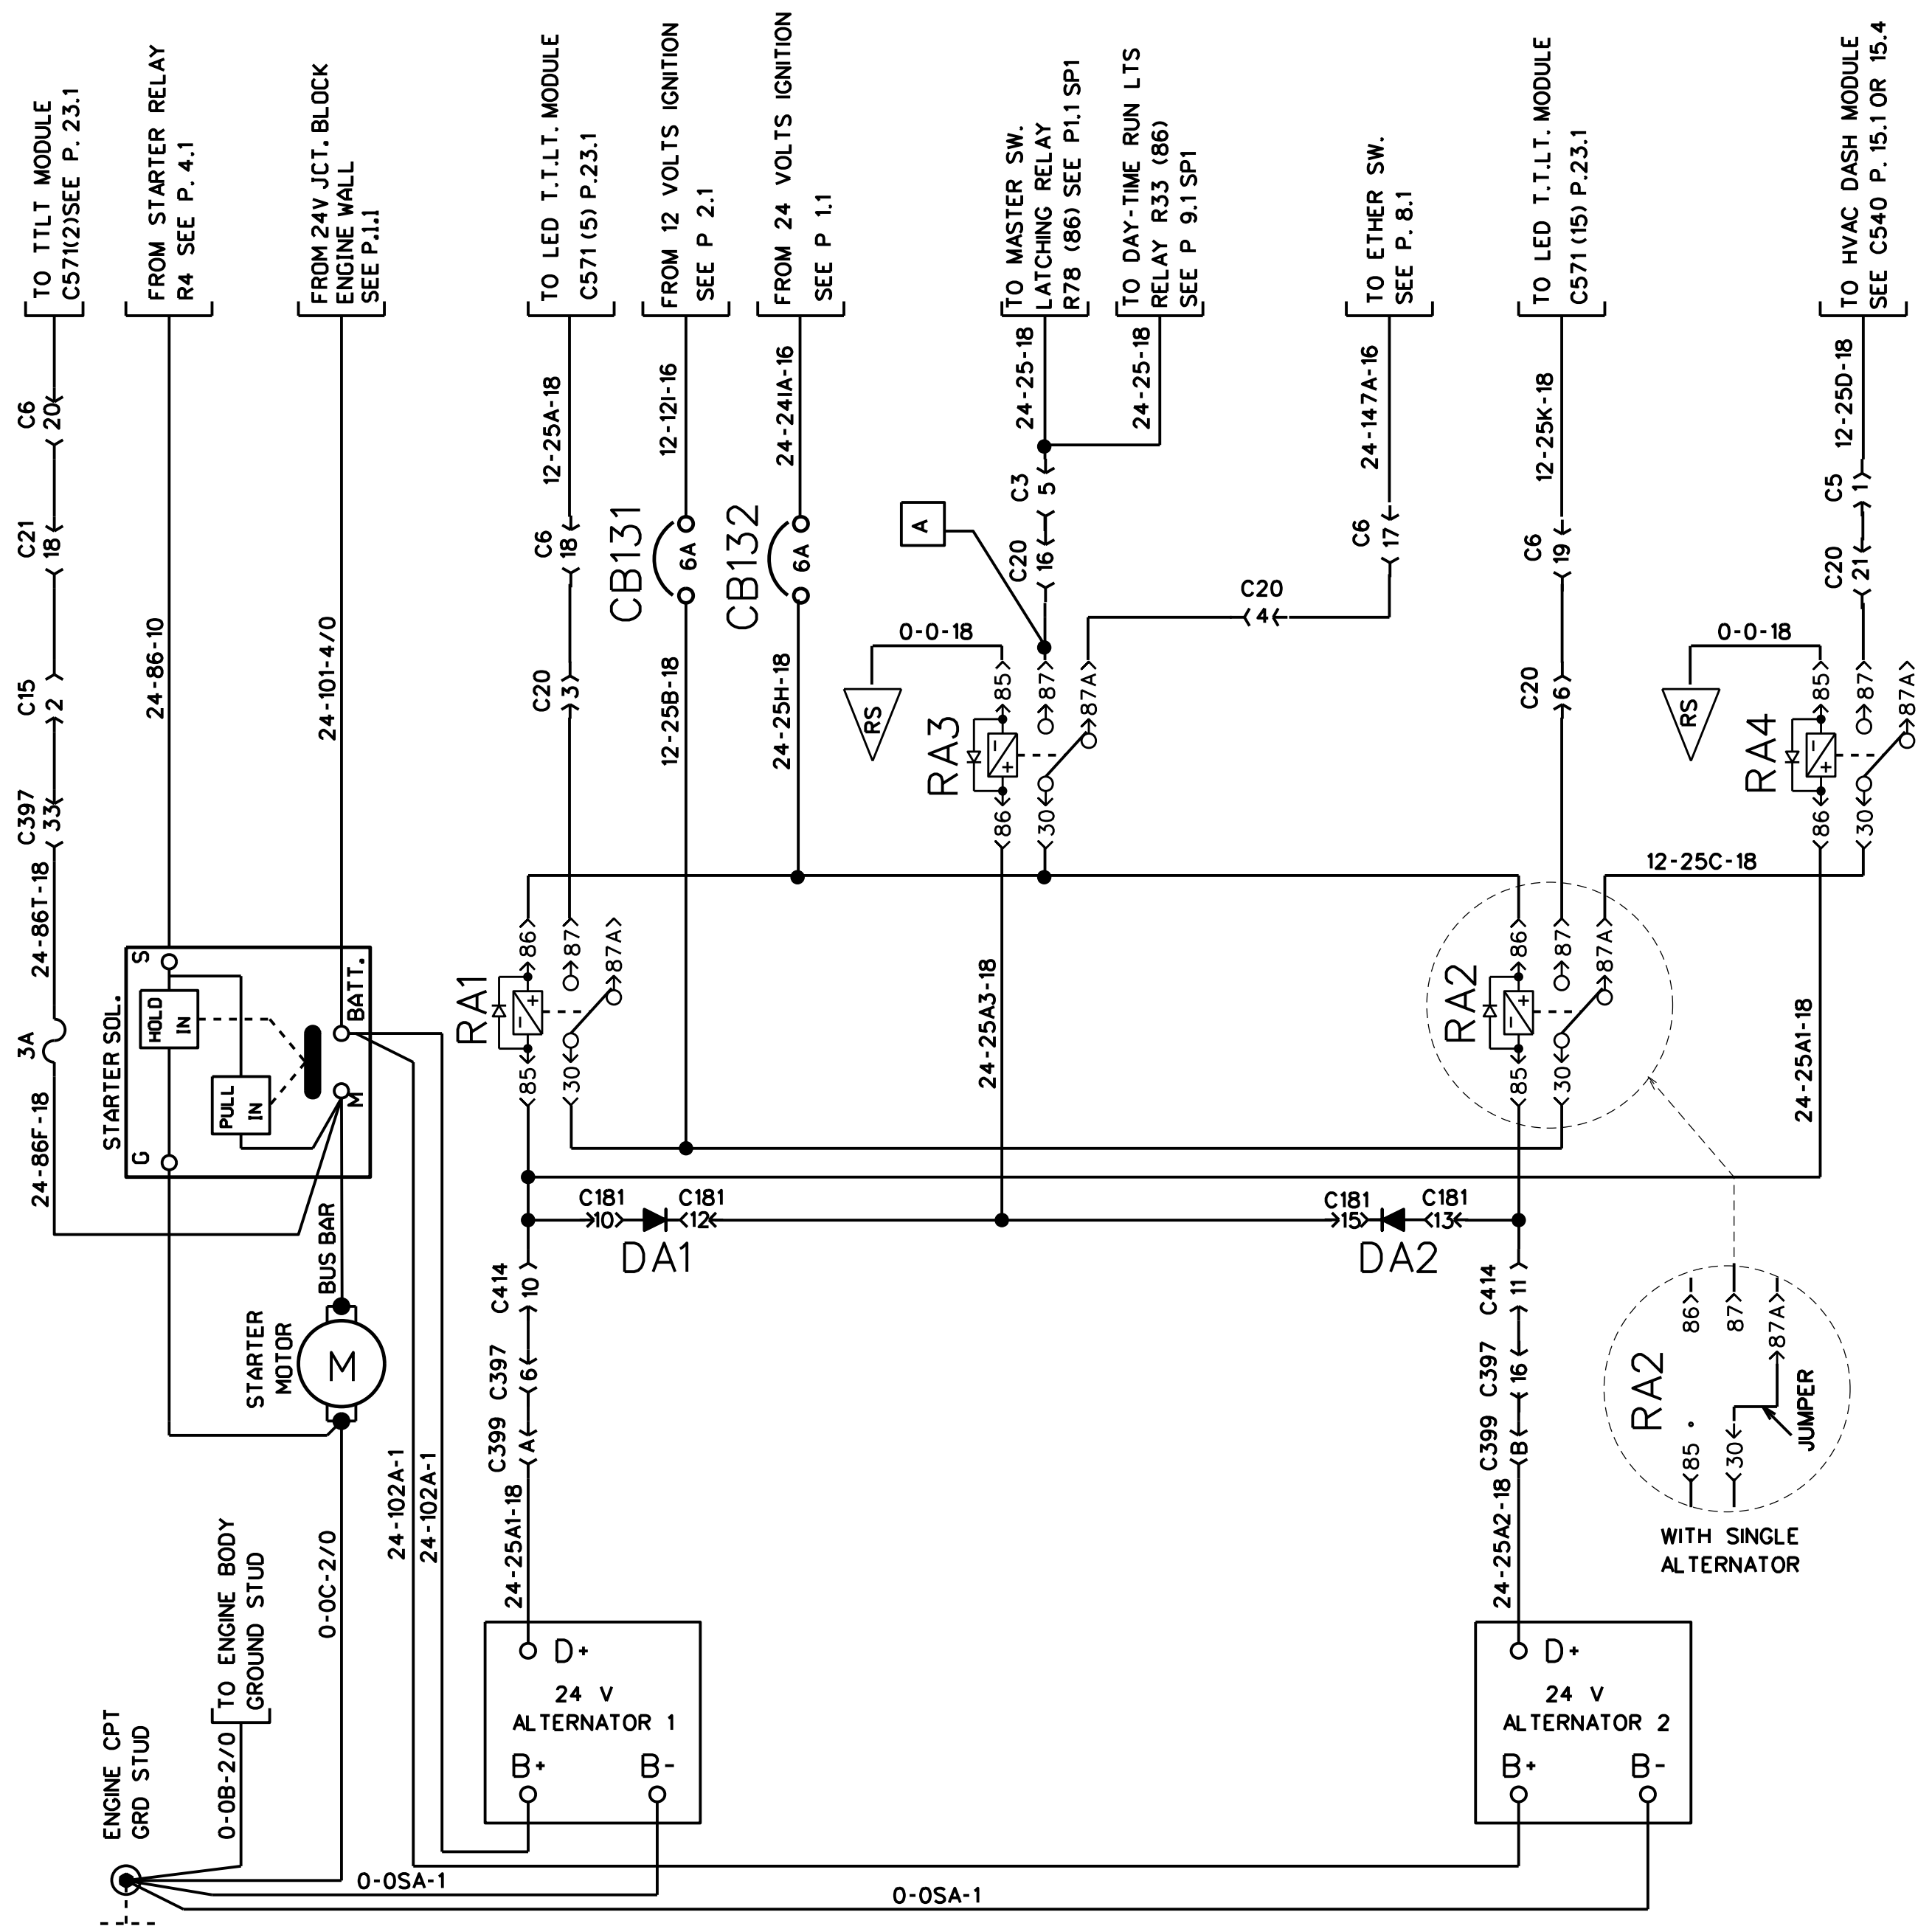 TO TTLT MODULE
C571(2)SEE P. 23.1
FROM STARTER RELAY
R4 SEE P. 4.1
FROM 24V JCT. BLOCK
ENGINE WALL
SEE P.1.1
TO LED T.T.LT. MODULE
C571 (5) P.23.1
FROM 12 VOLTS IGNITION
SEE P 2.1
FROM 24 VOLTS IGNITION
SEE P 1.1
TO MASTER SW.
LATCHING RELAY
R78 (86) SEE P1.1 SP1
TO DAY-TIME RUN LTS
RELAY R33 (86)
SEE P 9.1 SP1
TO ETHER SW.
SEE P. 8.1
TO LED T.T.LT. MODULE
C571 (15) P.23.1
TO HVAC DASH MODULE
SEE C540 P. 15.1 OR 15.4
C6
20
C21
18
C15
2
C397
33
24-86T-18
3A
24-86F-18
24-86-10
24-101-4/0
12-25A-18
C6
18
C20
3
12-12I-16
CB131
6A
12-25B-18
24-24IA-16
CB132
6A
24-25H-18
24-25-18
24-25-18
C3
5
C20
16
A
24-147A-16
C6
17
C20
4
12-25K-18
C6
19
C20
6
12-25D-18
C5
1
C20
21
0-0-18
RS
RA3
85
87
87A
86
30
-
+
0-0-18
RS
RA4
85
87
87A
86
30
-
+
12-25C-18
STARTER SOL.
S
HOLD
IN
PULL
IN
G
BATT.
M
BUS BAR
STARTER
MOTOR
M
RA1
86
87
87A
85
30
+
-
24-25A3-18
RA2
86
87
87A
85
30
+
-
24-25A1-18
C181
10
C181
12
DA1
C181
15
C181
13
DA2
C414
10
C397
6
C399
A
24-25A1-18
C414
11
C397
16
C399
B
24-25A2-18
RA2
86
87
87A
85
30
JUMPER
WITH SINGLE
ALTERNATOR
24-102A-1
24-102A-1
0-0C-2/0
TO ENGINE BODY
GROUND STUD
0-0B-2/0
ENGINE CPT
GRD STUD
D+
24 V
ALTERNATOR 1
B+
B-
D+
24 V
ALTERNATOR 2
B+
B-
0-0SA-1
0-0SA-1